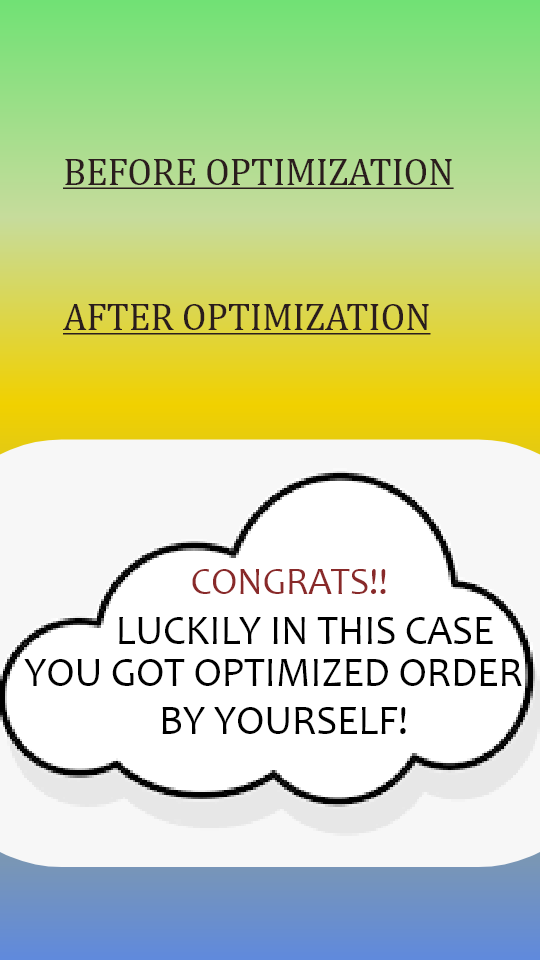 BEFORE OPTIMIZATION
AFTER OPTIMIZATION
CONGRATS!!
LUCKILY IN THIS CASE
YOU GOT OPTIMIZED ORDER
BY YOURSELF!